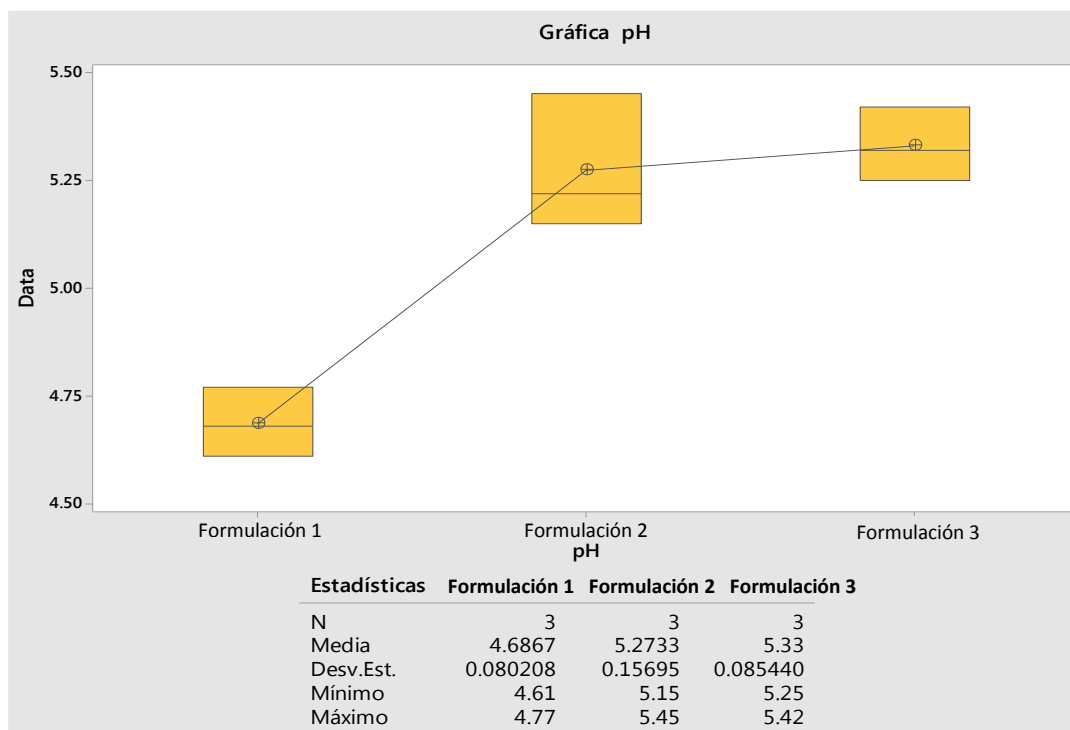 Gráfica pH
5.50
5.25
5.00
4.75
4.50
Data
Formulación 1 Formulación 2 Formulación 3
pH
Estadísticas Formulación 1 Formulación 2 Formulación 3
N 3 3 3
Media 4.6867 5.2733 5.33
Desv.Est. 0.080208 0.15695 0.085440
Mínimo 4.61 5.15 5.25
Máximo 4.77 5.45 5.42